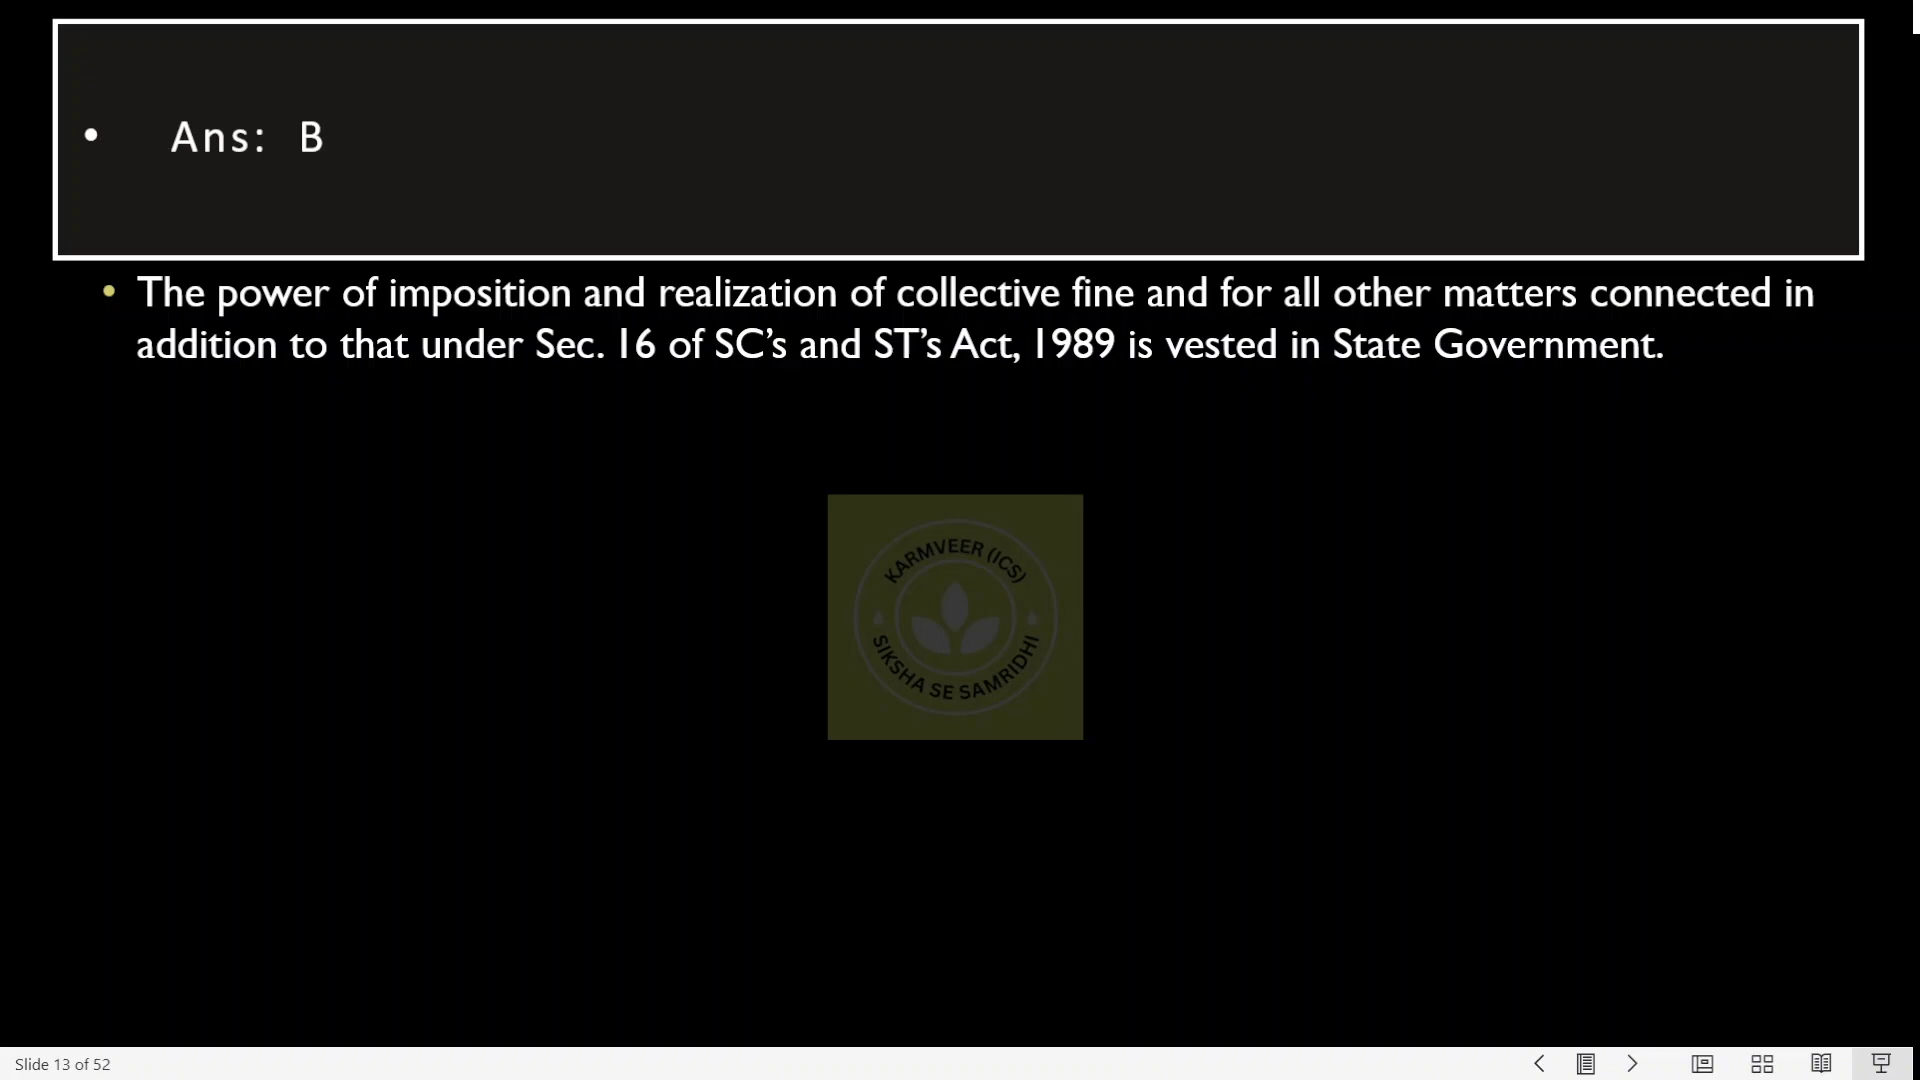 • Ans: B
• The power of imposition and realization of collective fine and for all other matters connected in
addition to that under Sec. 16 of SC’s and ST’s Act, 1989 is vested in State Government.
KARMVEER (ICS)
SIKSHA SE SAMRIDHI
Slide 13 of 52